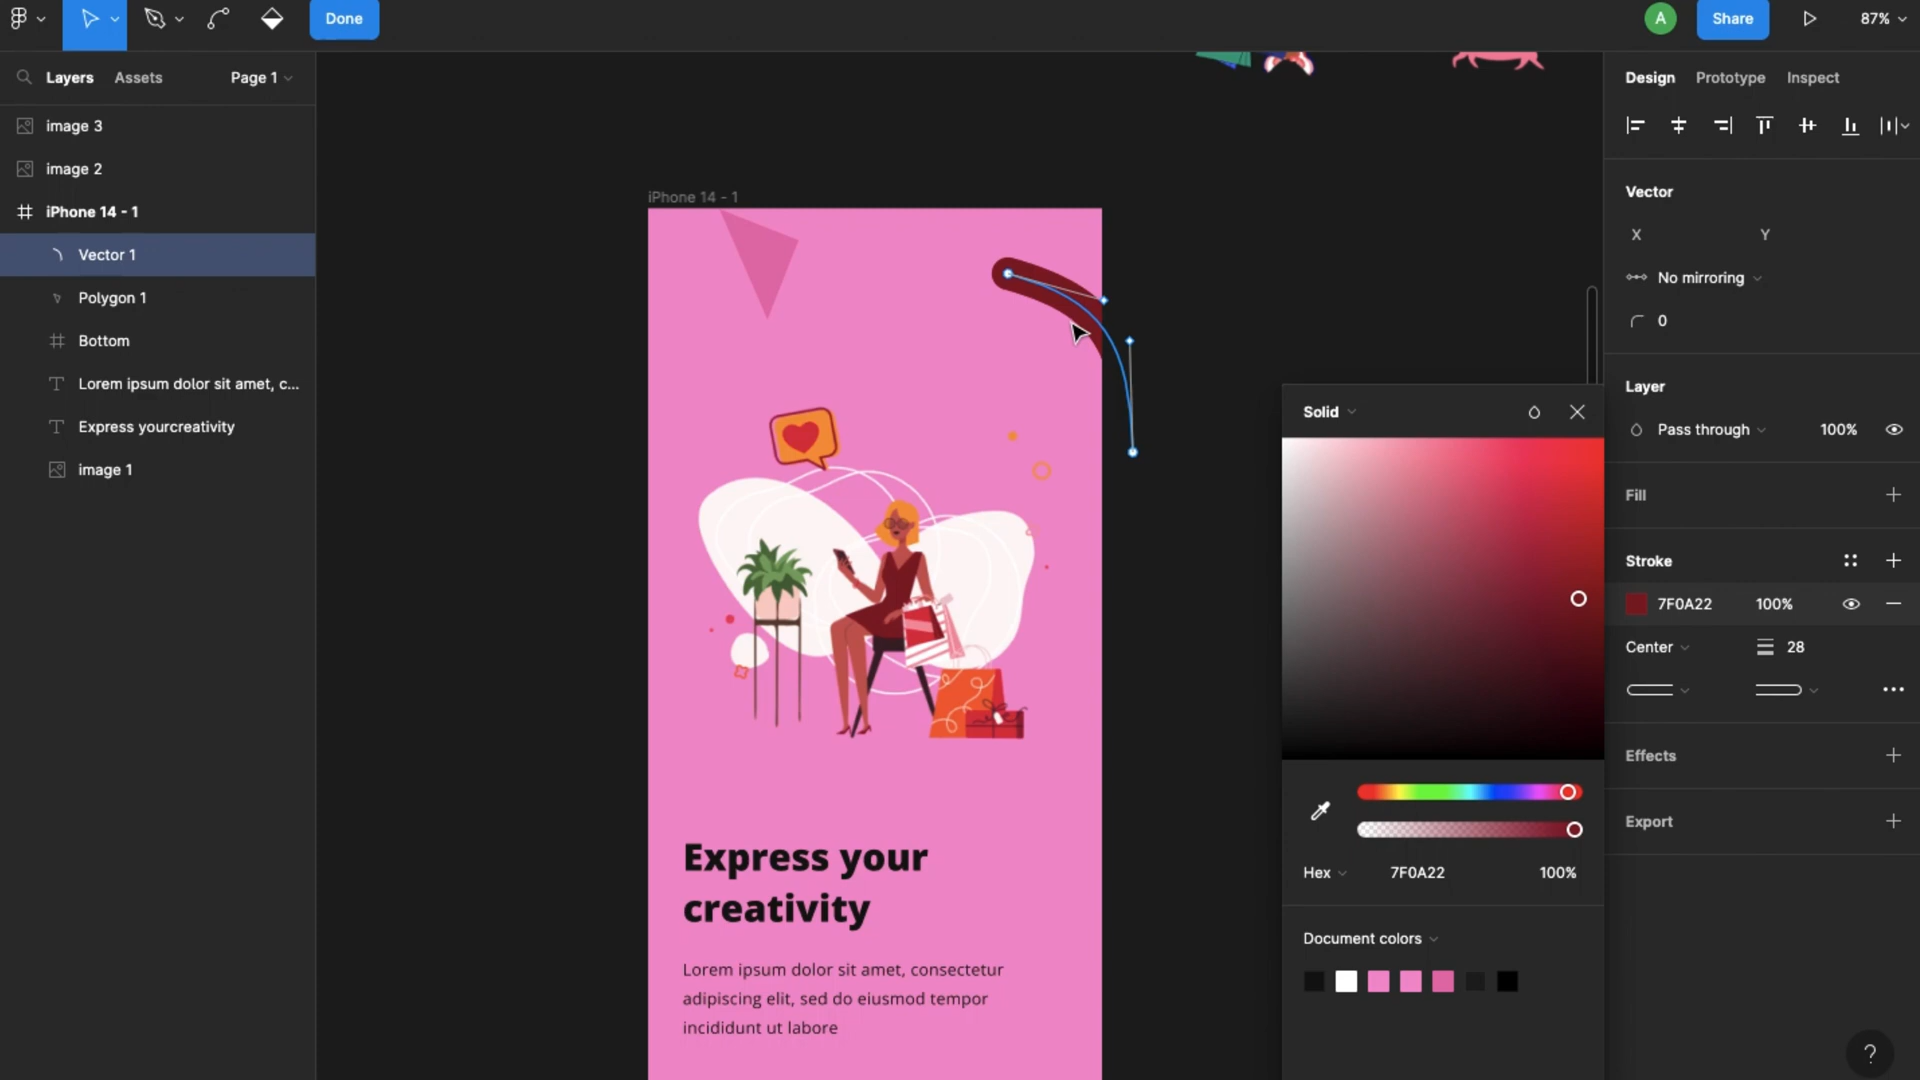 Done
A
Share
87%
Layers
Assets
Page 1
image 3
image 2
iPhone 14 - 1
Vector 1
Polygon 1
Bottom
Lorem ipsum dolor sit amet, c...
Express yourcreativity
image 1
iPhone 14 - 1
Express your
creativity
Lorem ipsum dolor sit amet, consectetur
adipiscing elit, sed do eiusmod tempor
incididunt ut labore
Solid
Hex
7F0A22
100%
Document colors
Design
Prototype
Inspect
Vector
X
Y
No mirroring
0
Layer
Pass through
100%
Fill
Stroke
7F0A22
100%
Center
28
Effects
Export
?